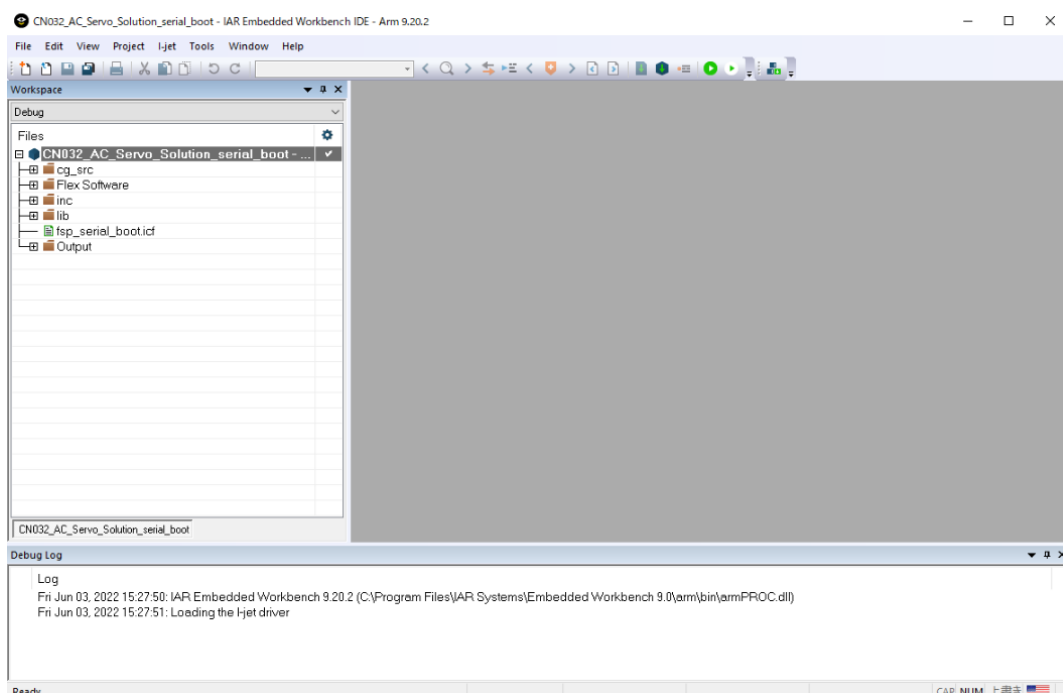 CN032_AC_Servo_Solution_serial_boot - IAR Embedded Workbench IDE - Arm 9.20.2
File Edit View Project I-jet Tools Window Help
Workspace
Debug
Files
CN032_AC_Servo_Solution_serial_boot - ...
cg_src
Flex Software
inc
lib
fsp_serial_boot.icf
Output
CN032_AC_Servo_Solution_serial_boot
Debug Log
Log
Fri Jun 03, 2022 15:27:50: IAR Embedded Workbench 9.20.2 (C:\Program Files\IAR Systems\Embedded Workbench 9.0\arm\bin\armPROC.dll)
Fri Jun 03, 2022 15:27:51: Loading the I-jet driver
Ready CAP NUM 上書き